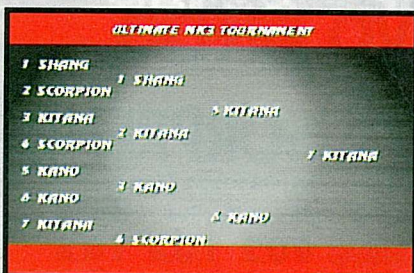 ULTIMATE MK3 TOURNAMENT
1 SHANG
1 SHANG
2 SCORPION
5 KITANA
3 KITANA
2 KITANA
4 SCORPION
7 KITANA
5 KANO
3 KANO
6 KANO
6 KANO
7 KITANA
4 SCORPION